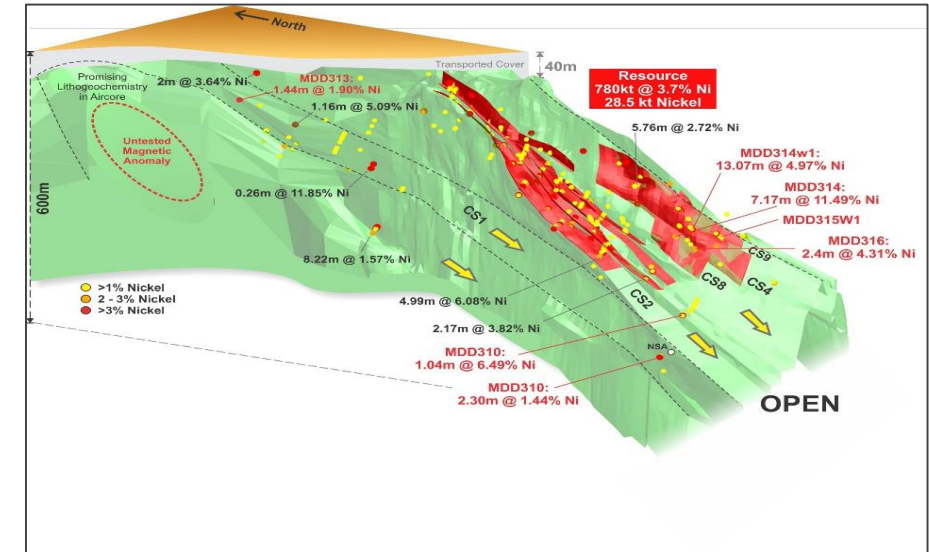 North
Transported Cover
40m
Promising
Lithogeochemistry
in Aircore
2m @ 3.64% Ni
MDD313:
1.44m @ 1.90% Ni
Resource
780kt @ 3.7% Ni
28.5 kt Nickel
1.16m @ 5.09% Ni
5.76m @ 2.72% Ni
Untested
Magnetic
Anomaly
MDD314w1:
13.07m @ 4.97% Ni
600m
0.26m @ 11.85% Ni
MDD314:
7.17m @ 11.49% Ni
MDD315W1
CS1
MDD316:
2.4m @ 4.31% Ni
CS9
8.22m @ 1.57% Ni
CS8
CS4
>1% Nickel
2 - 3% Nickel
>3% Nickel
4.99m @ 6.08% Ni
CS2
2.17m @ 3.82% Ni
NSA
MDD310:
1.04m @ 6.49% Ni
MDD310:
2.30m @ 1.44% Ni
OPEN